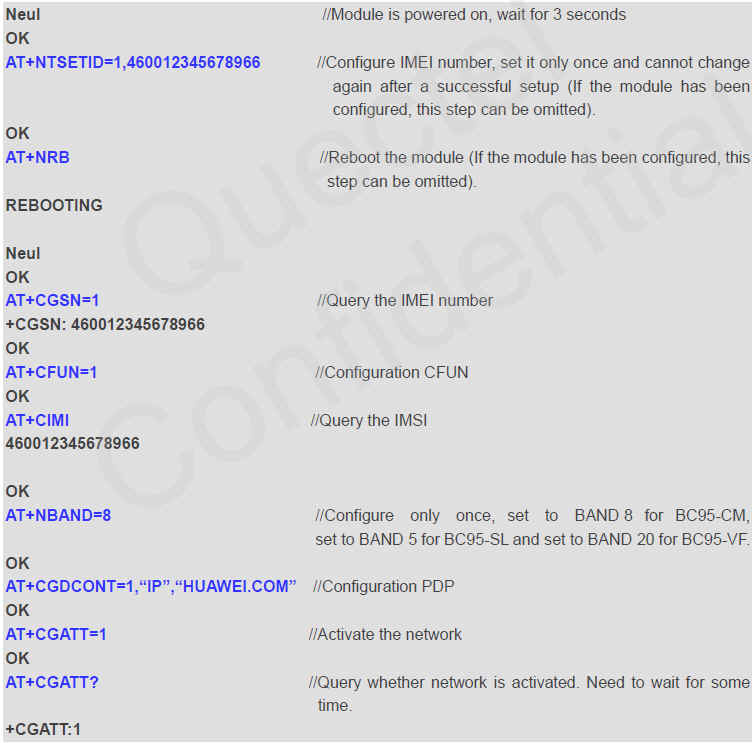 Neul //Module is powered on, wait for 3 seconds
OK
AT+NTSETID=1,460012345678966 //Configure IMEI number, set it only once and cannot change
again after a successful setup (If the module has been
configured, this step can be omitted).
OK
AT+NRB //Reboot the module (If the module has been configured, this
step can be omitted).
REBOOTING
Neul
OK
AT+CGSN=1 //Query the IMEI number
+CGSN: 460012345678966
OK
AT+CFUN=1 //Configuration CFUN
OK
AT+CIMI //Query the IMSI
460012345678966
OK
AT+NBAND=8 //Configure only once, set to BAND 8 for BC95-CM,
set to BAND 5 for BC95-SL and set to BAND 20 for BC95-VF.
OK
AT+CGDCONT=1,“IP”,“HUAWEI.COM” //Configuration PDP
OK
AT+CGATT=1 //Activate the network
OK
AT+CGATT? //Query whether network is activated. Need to wait for some
time.
+CGATT:1
Quectel
Confidential